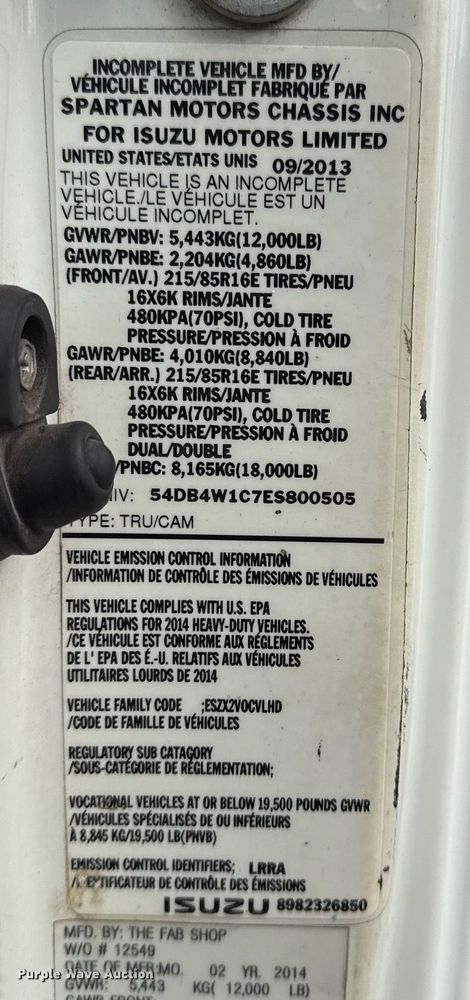 INCOMPLETE VEHICLE MFD BY/
VÉHICULE INCOMPLET FABRIQUÉ PAR
SPARTAN MOTORS CHASSIS INC
FOR ISUZU MOTORS LIMITED
UNITED STATES/ETATS UNIS 09/2013
THIS VEHICLE IS AN INCOMPLETE
VEHICLE./LE VÉHICULE EST UN
VÉHICULE INCOMPLET.
GVWR/PNBV: 5,443KG(12,000LB)
GAWR/PNBE: 2,204KG(4,860LB)
(FRONT/AV.) 215/85R16E TIRES/PNEU
16X6K RIMS/JANTE
480KPA(70PSI), COLD TIRE
PRESSURE/PRESSION À FROID
GAWR/PNBE: 4,010KG(8,840LB)
(REAR/ARR.) 215/85R16E TIRES/PNEU
16X6K RIMS/JANTE
480KPA(70PSI), COLD TIRE
PRESSURE/PRESSION À FROID
DUAL/DOUBLE
/PNBC: 8,165KG(18,000LB)
NIV: 54DB4W1C7ES800505
TYPE: TRU/CAM
VEHICLE EMISSION CONTROL INFORMATION
/INFORMATION DE CONTRÔLE DES ÉMISSIONS DE VÉHICULES
THIS VEHICLE COMPLIES WITH U.S. EPA
REGULATIONS FOR 2014 HEAVY-DUTY VEHICLES.
/CE VÉHICULE EST CONFORME AUX RÉGLEMENTS
DE L' EPA DES É.-U. RELATIFS AUX VÉHICULES
UTILITAIRES LOURDS DE 2014
VEHICLE FAMILY CODE ;ESZX2VOCVLHD
/CODE DE FAMILLE DE VÉHICULES
REGULATORY SUB CATAGORY
/SOUS-CATÉGORIE DE RÉGLEMENTATION;
VOCATIONAL VEHICLES AT OR BELOW 19,500 POUNDS GVWR
/VÉHICULES SPÉCIALISÉS DE OU INFÉRIEURS
À 8,845 KG/19,500 LB(PNVB)
EMISSION CONTROL IDENTIFIERS; LRRA
/IDENTIFICATEUR DE CONTRÔLE DES ÉMISSIONS
ISUZU 8982326850
MFD. BY: THE FAB SHOP
W/O # 12549
DATE OF MFR:MO. 02 YR. 2014
GVWR: 5,443 KG( 12,000 LB)
GAWR FRONT
Purple Wave Auction